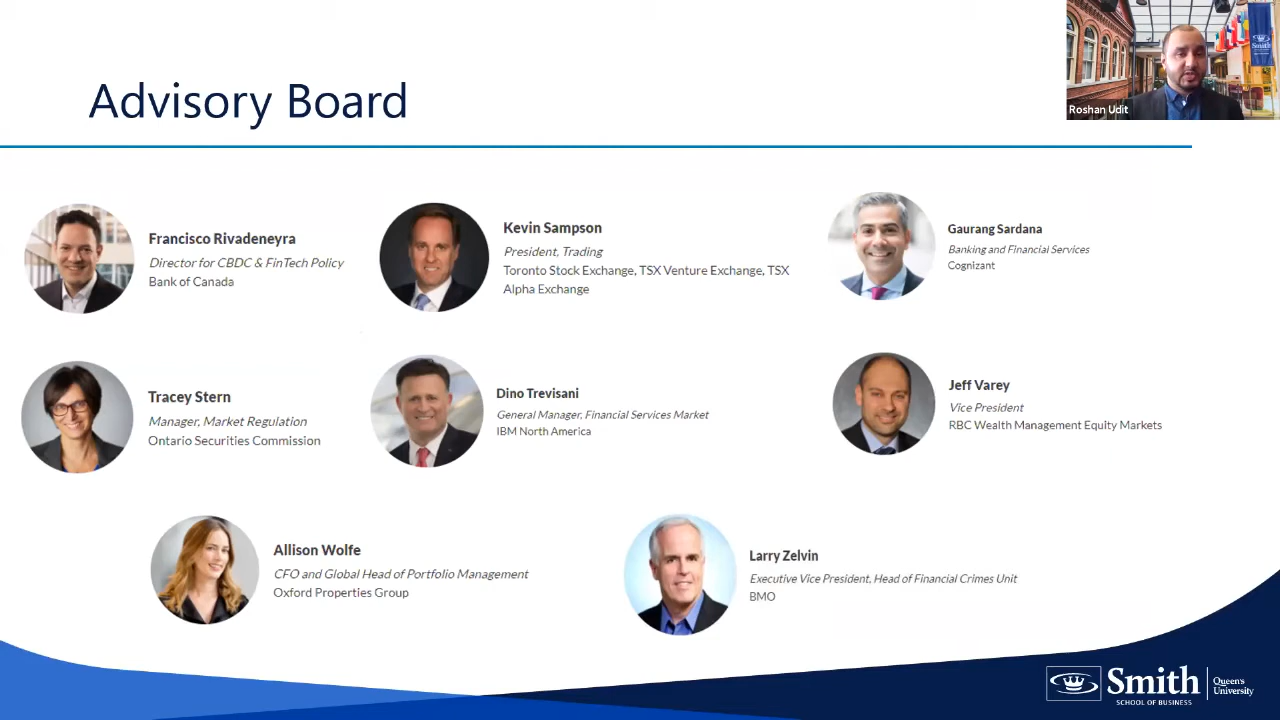 Advisory Board
Smith
Roshan Udit
Francisco Rivadeneyra
Director for CBDC & FinTech Policy
Bank of Canada
Kevin Sampson
President, Trading
Toronto Stock Exchange, TSX Venture Exchange, TSX
Alpha Exchange
Gaurang Sardana
Banking and Financial Services
Cognizant
Tracey Stern
Manager, Market Regulation
Ontario Securities Commission
Dino Trevisani
General Manager, Financial Services Market
IBM North America
Jeff Varey
Vice President
RBC Wealth Management Equity Markets
Allison Wolfe
CFO and Global Head of Portfolio Management
Oxford Properties Group
Larry Zelvin
Executive Vice President, Head of Financial Crimes Unit
BMO
Smith
SCHOOL OF BUSINESS
Queen's
University